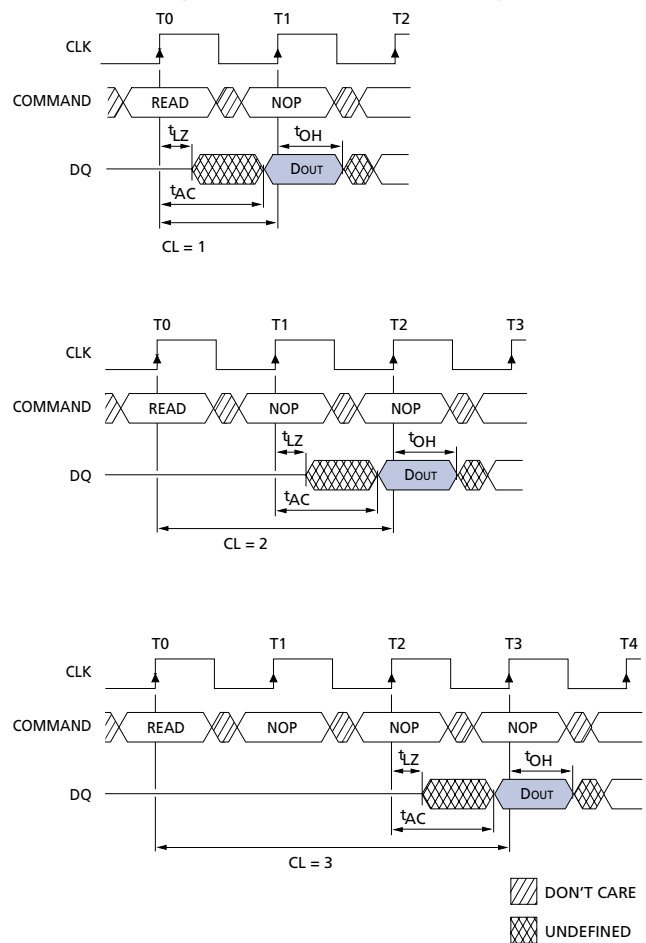 T0 T1 T2
CLK
COMMAND READ NOP
tLZ tOH
DQ DOUT
tAC
CL = 1
T0 T1 T2 T3
CLK
COMMAND READ NOP NOP
tLZ tOH
DQ DOUT
tAC
CL = 2
T0 T1 T2 T3 T4
CLK
COMMAND READ NOP NOP NOP
tLZ tOH
DQ DOUT
tAC
CL = 3
DON'T CARE
UNDEFINED